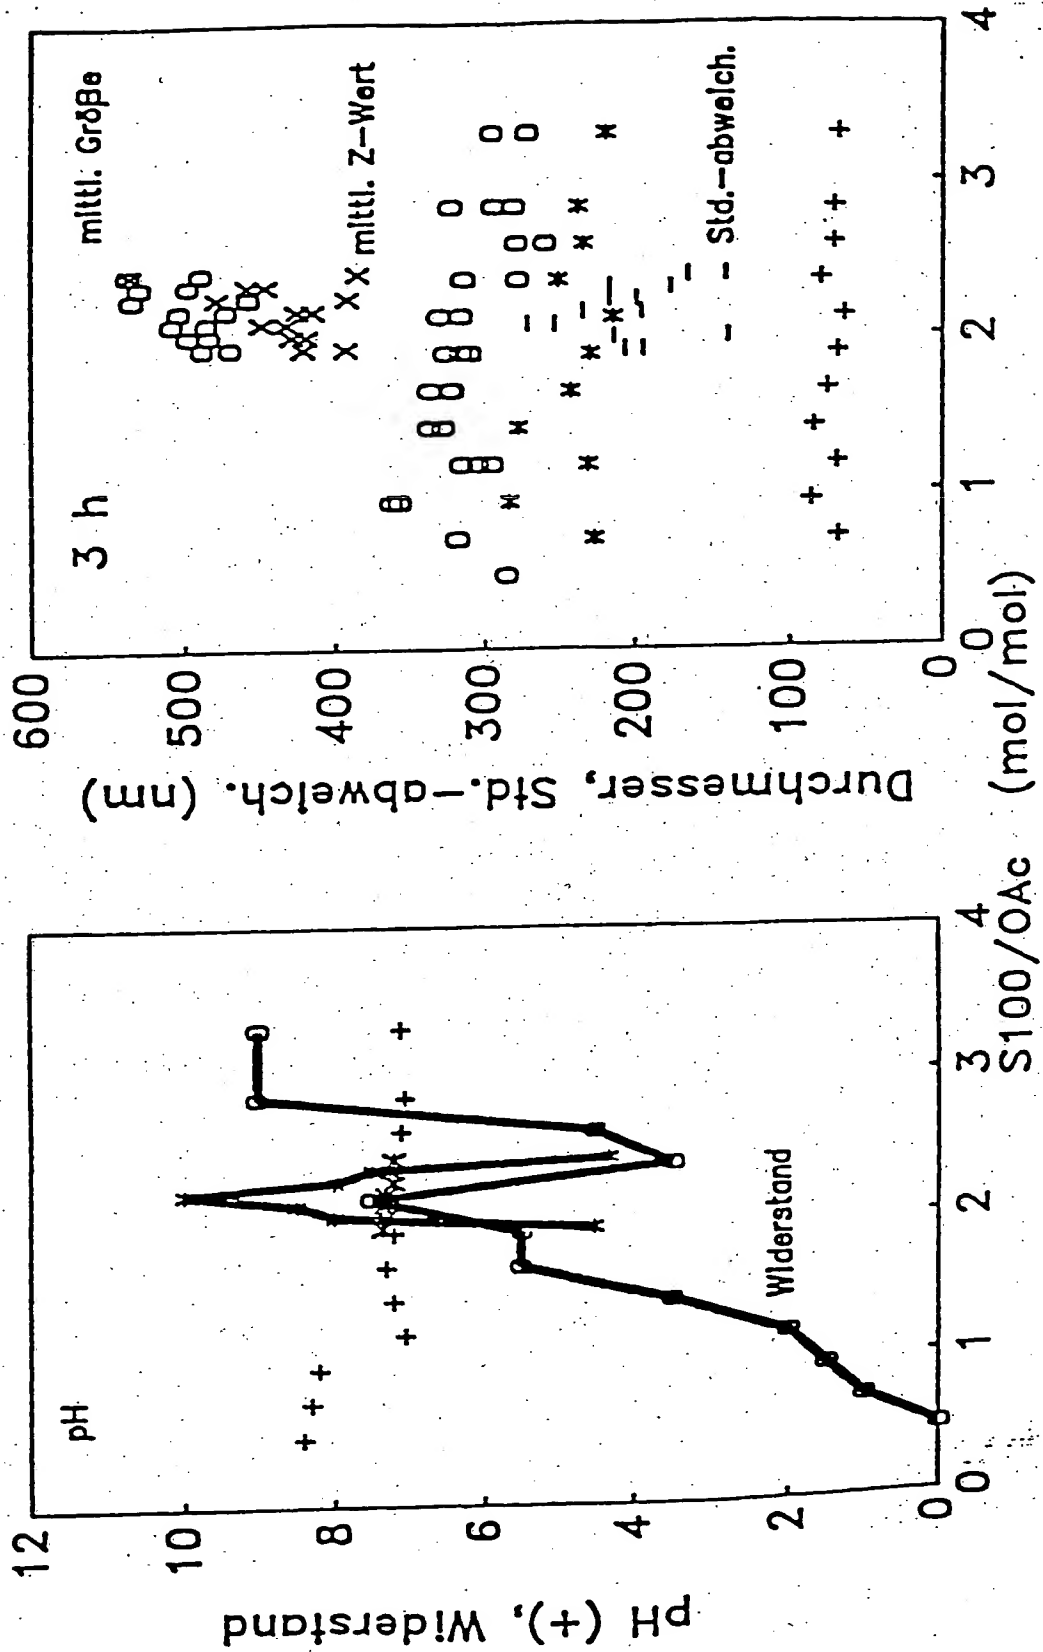 12
10
8
6
4
2
0
pH (+), Widerstand
pH
Widerstand
0
1
2
3
4
600
500
400
300
200
100
0
Durchmesser, Std.-abweich. (nm)
3 h
mittl. Größe
mittl. Z-Wert
Std.-abweich.
0
1
2
3
4
S100/OAc (mol/mol)